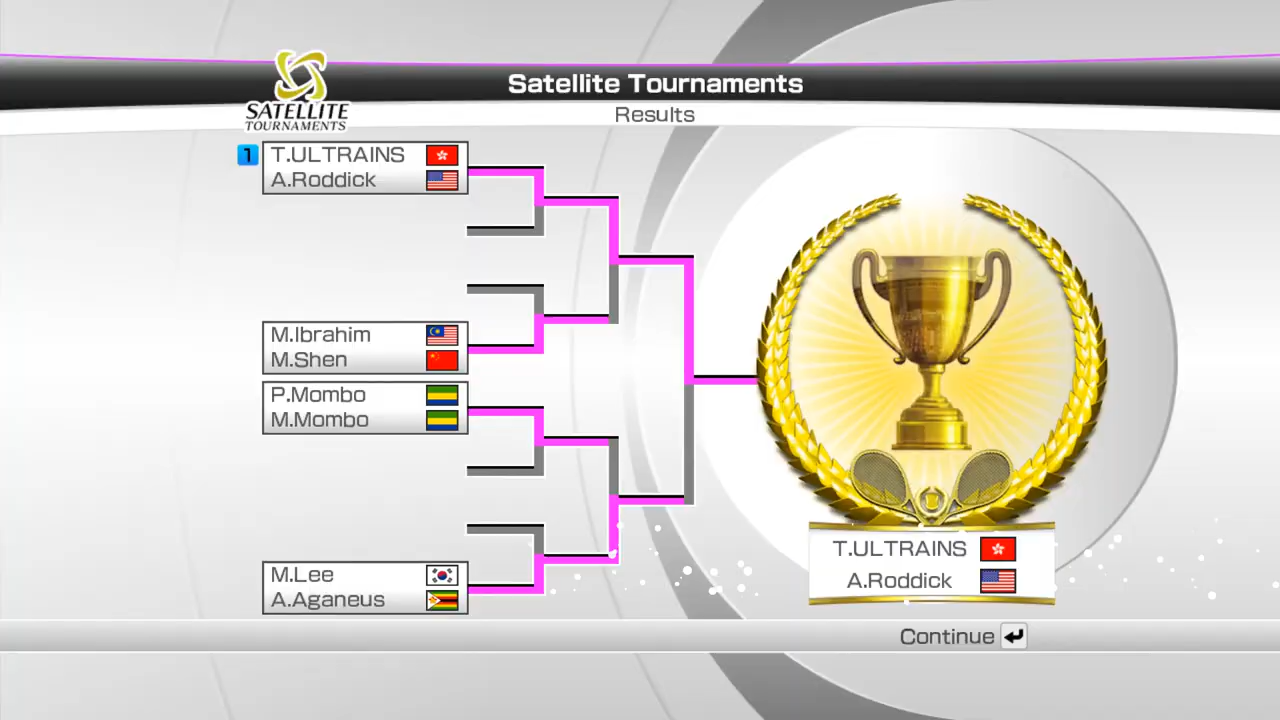 Satellite Tournaments
SATELLITE
TOURNAMENTS
Results
1
T.ULTRAINS
A.Roddick
M.Ibrahim
M.Shen
P.Mombo
M.Mombo
M.Lee
A.Aganeus
T.ULTRAINS
A.Roddick
Continue